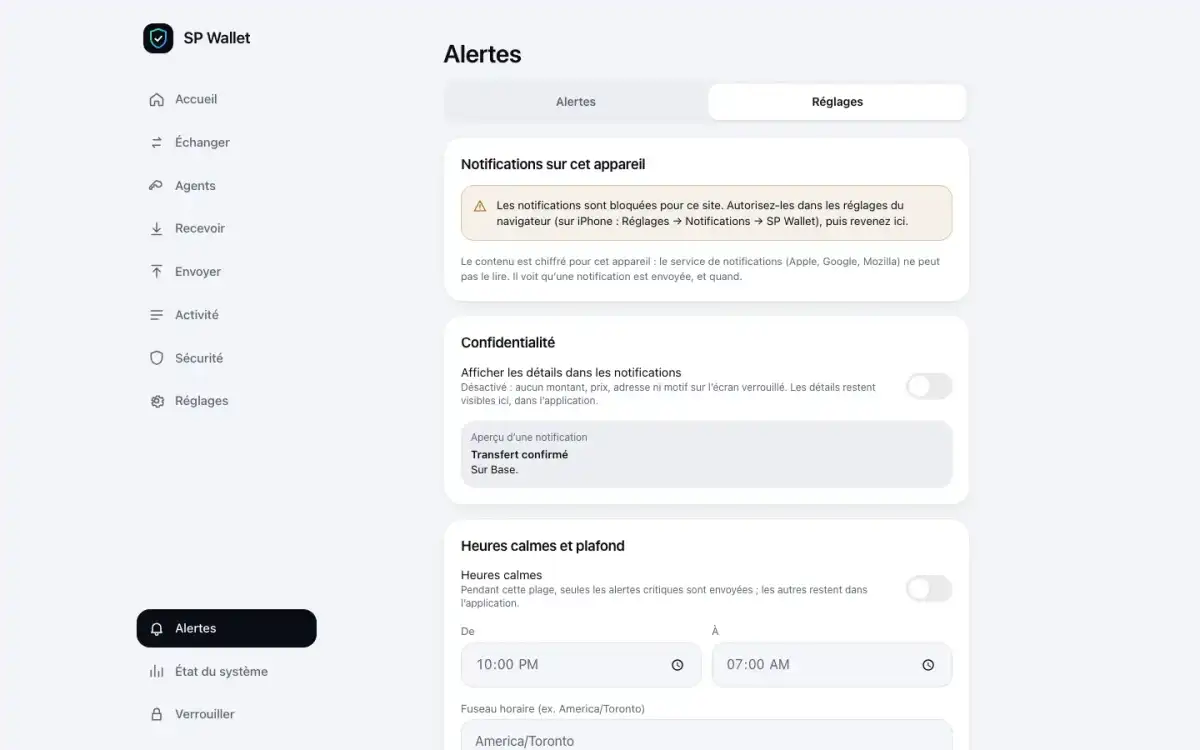 SP Wallet
Accueil
Échanger
Agents
Recevoir
Envoyer
Activité
Sécurité
Réglages
Alertes
État du système
Verrouiller
Alertes
Alertes
Réglages
Notifications sur cet appareil
Les notifications sont bloquées pour ce site. Autorisez-les dans les réglages du
navigateur (sur iPhone : Réglages → Notifications → SP Wallet), puis revenez ici.
Le contenu est chiffré pour cet appareil : le service de notifications (Apple, Google, Mozilla) ne peut
pas le lire. Il voit qu'une notification est envoyée, et quand.
Confidentialité
Afficher les détails dans les notifications
Désactivé : aucun montant, prix, adresse ni motif sur l'écran verrouillé. Les détails restent
visibles ici, dans l'application.
Aperçu d'une notification
Transfert confirmé
Sur Base.
Heures calmes et plafond
Heures calmes
Pendant cette plage, seules les alertes critiques sont envoyées ; les autres restent dans
l'application.
De
À
10:00 PM
07:00 AM
Fuseau horaire (ex. America/Toronto)
America/Toronto